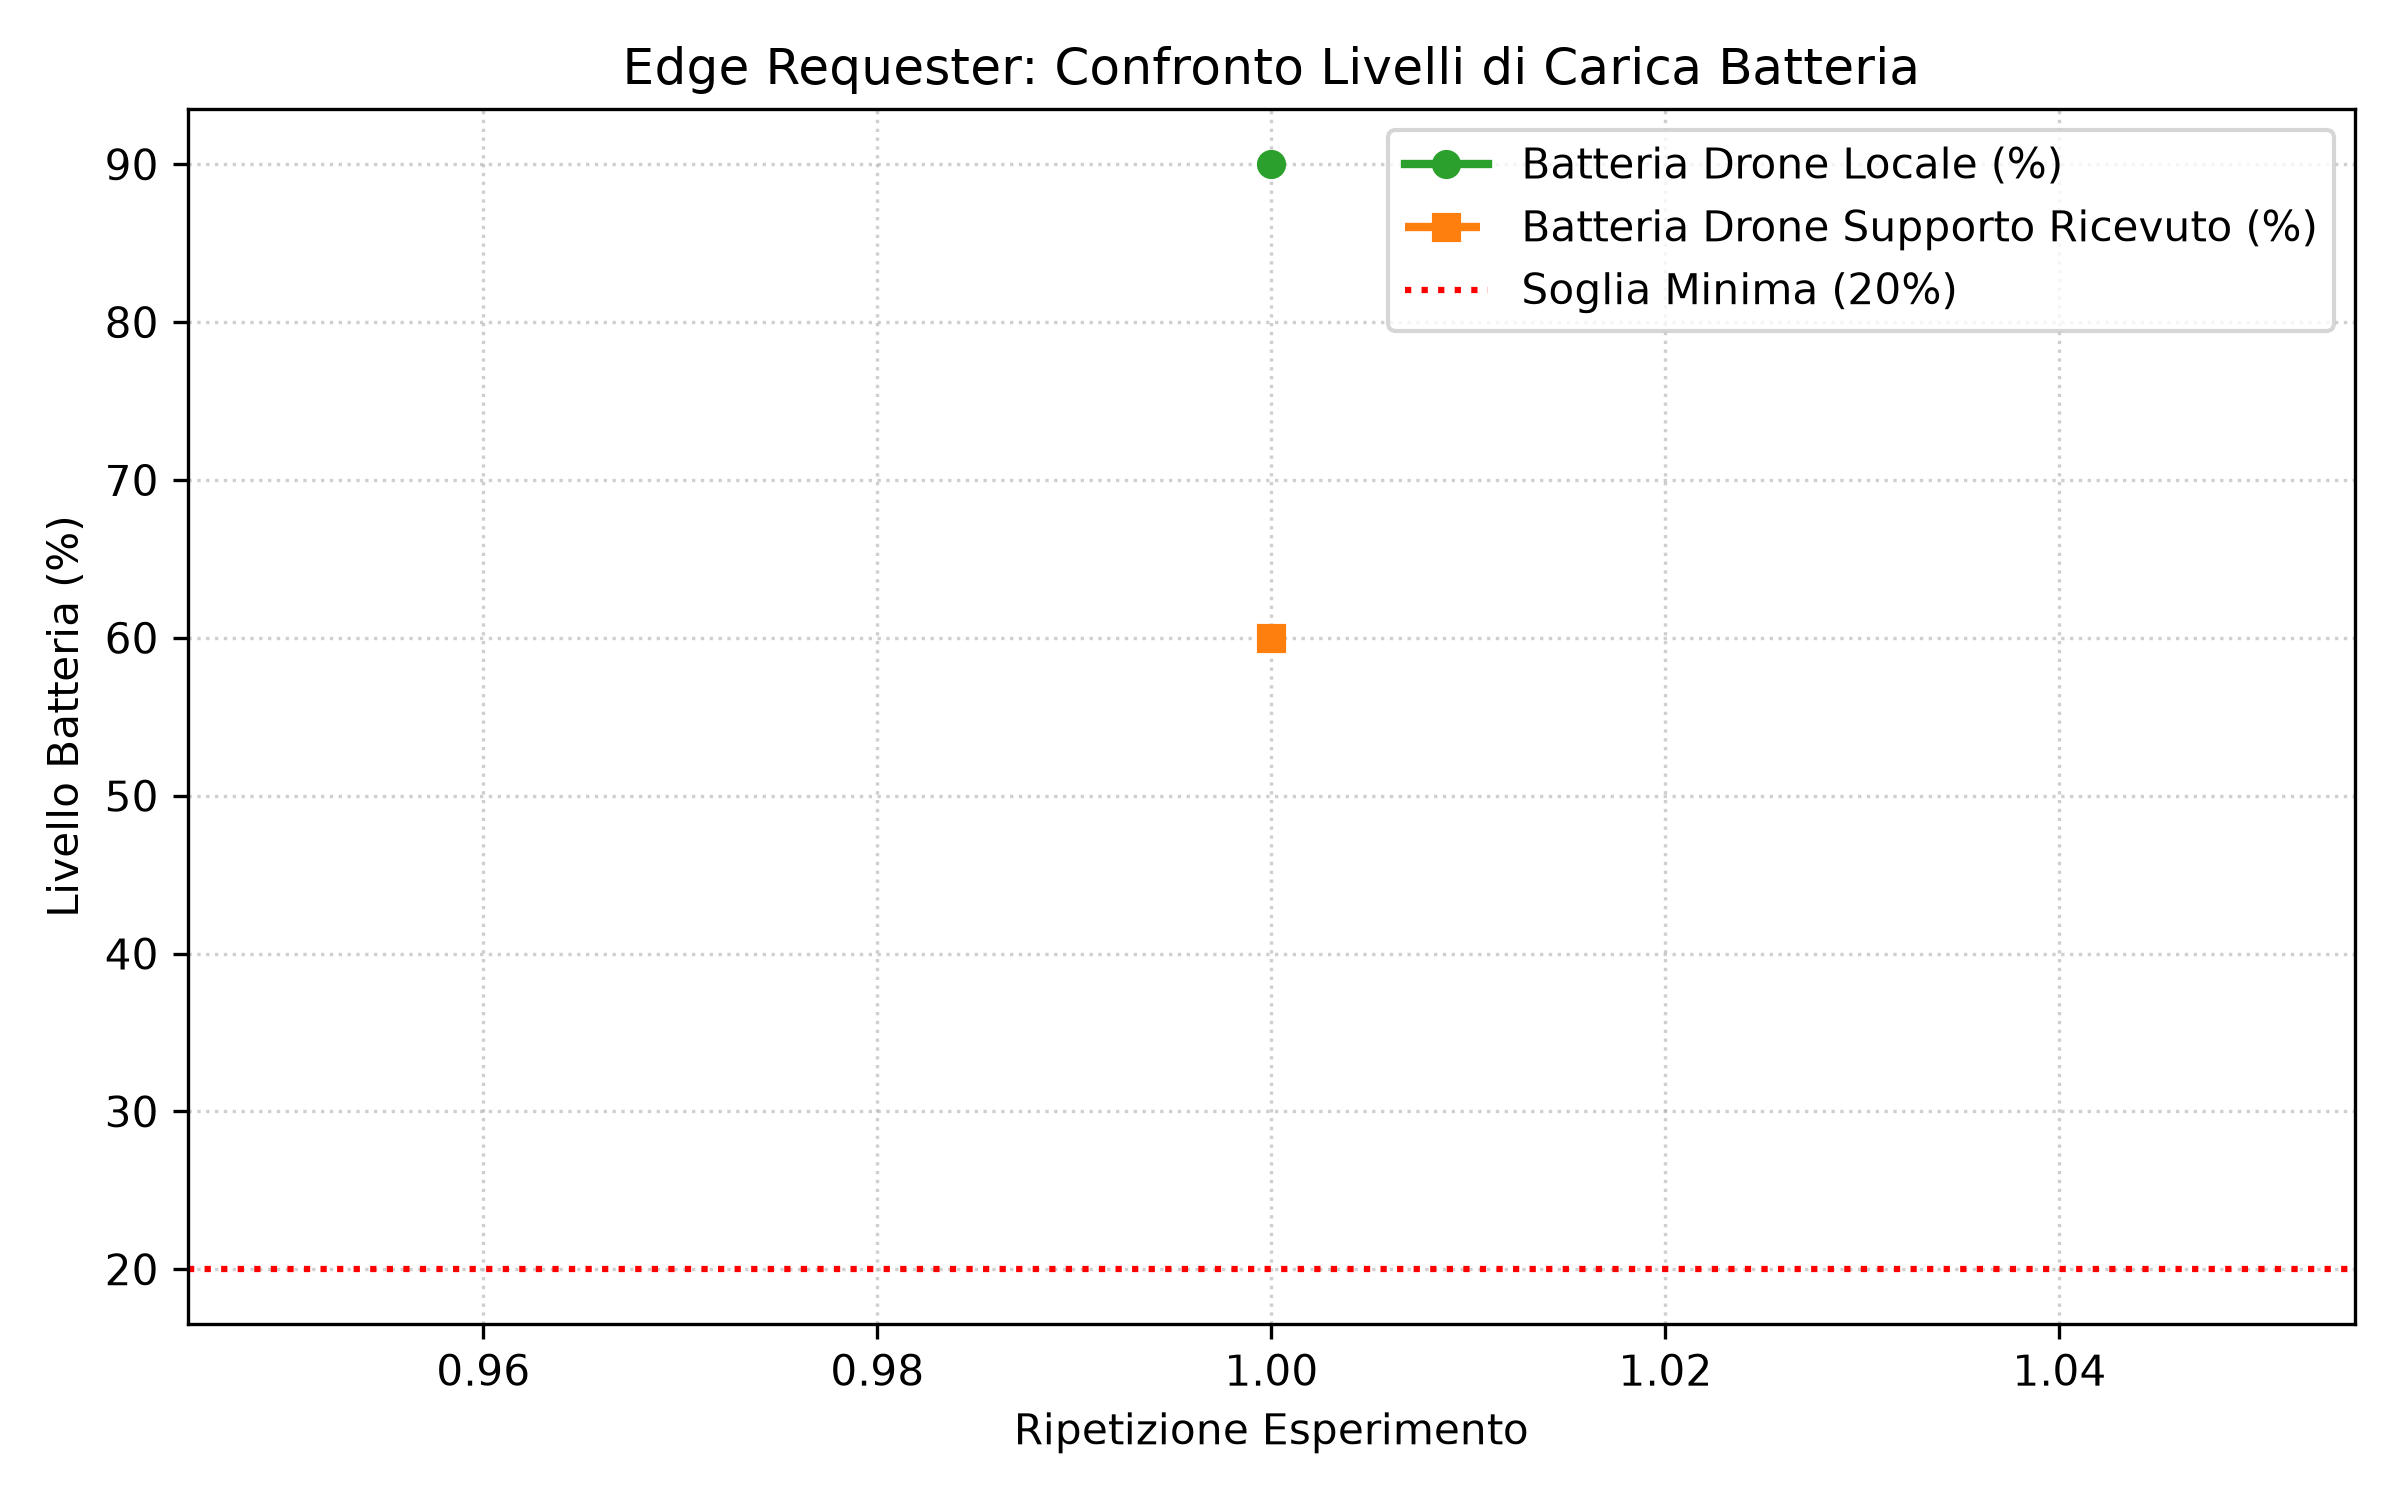 Edge Requester: Confronto Livelli di Carica Batteria
Batteria Drone Locale (%)
Batteria Drone Supporto Ricevuto (%)
Soglia Minima (20%)
Livello Batteria (%)
90
80
70
60
50
40
30
20
0.96 0.98 1.00 1.02 1.04
Ripetizione Esperimento